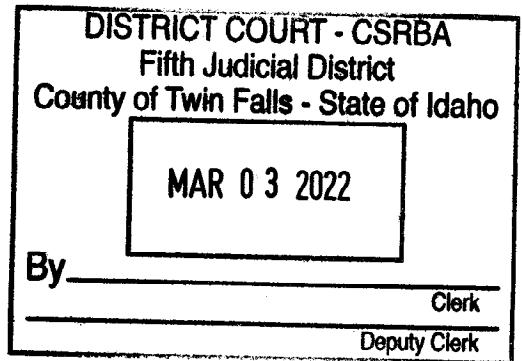 DISTRICT COURT - CSRBA
Fifth Judicial District
County of Twin Falls - State of Idaho
MAR 03 2022
By
Clerk
Deputy Clerk